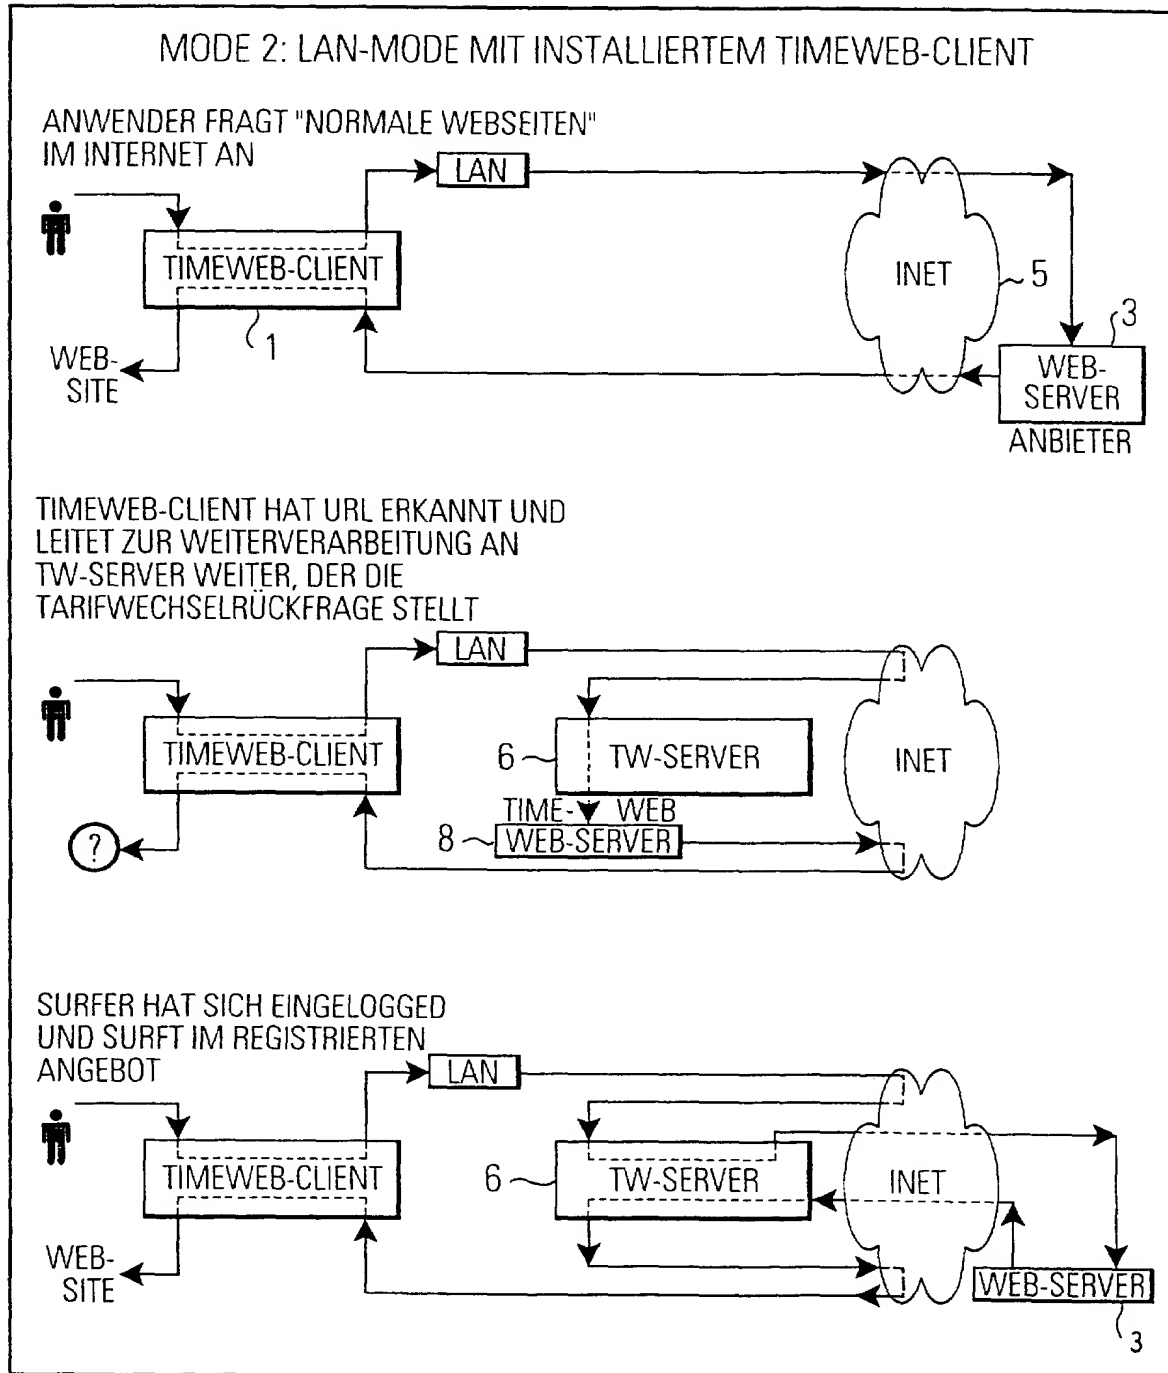 MODE 2: LAN-MODE MIT INSTALLIERTEM TIMEWEB-CLIENT
ANWENDER FRAGT "NORMALE WEBSEITEN"
IM INTERNET AN
LAN
TIMEWEB-CLIENT
1
INET
5
3
WEB-
SERVER
ANBIETER
WEB-
SITE
TIMEWEB-CLIENT HAT URL ERKANNT UND
LEITET ZUR WEITERVERARBEITUNG AN
TW-SERVER WEITER, DER DIE
TARIFWECHSELRÜCKFRAGE STELLT
LAN
TIMEWEB-CLIENT
6
TW-SERVER
INET
TIME- WEB
8
WEB-SERVER
?
SURFER HAT SICH EINGELOGGED
UND SURFT IM REGISTRIERTEN
ANGEBOT
LAN
TIMEWEB-CLIENT
6
TW-SERVER
INET
WEB-
SITE
WEB-SERVER
3